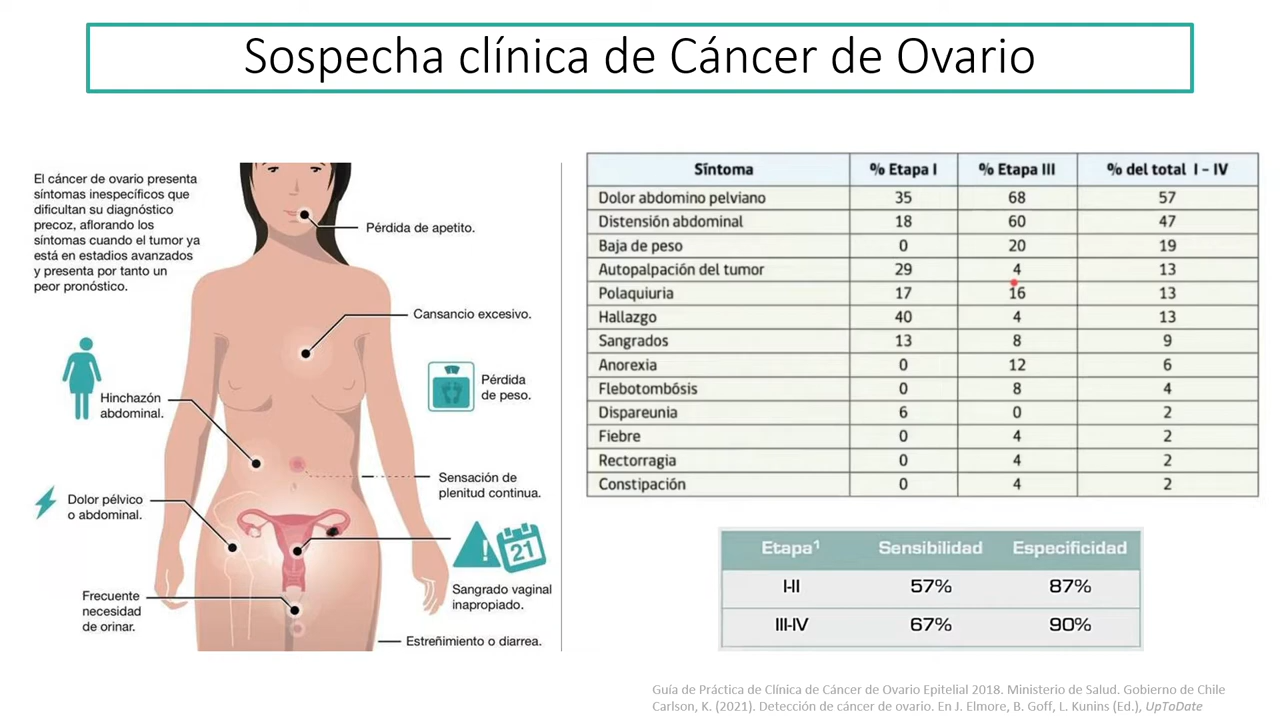 Sospecha clínica de Cáncer de Ovario
El cáncer de ovario presenta
síntomas inespecíficos que
dificultan su diagnóstico
precoz, aflorando los
síntomas cuando el tumor ya
está en estadios avanzados
y presenta por tanto un
peor pronóstico.
Pérdida de apetito.
Cansancio excesivo.
Pérdida
de peso.
Hinchazón
abdominal.
Sensación de
plenitud continua.
Dolor pélvico
o abdominal.
21
Sangrado vaginal
inapropiado.
Frecuente
necesidad
de orinar.
Estreñimiento o diarrea.
Síntoma % Etapa I % Etapa III % del total I - IV
Dolor abdomino pelviano 35 68 57
Distensión abdominal 18 60 47
Baja de peso 0 20 19
Autopalpación del tumor 29 4 13
Polaquiuria 17 16 13
Hallazgo 40 4 13
Sangrados 13 8 9
Anorexia 0 12 6
Flebotombósis 0 8 4
Dispareunia 6 0 2
Fiebre 0 4 2
Rectorragia 0 4 2
Constipación 0 4 2
Etapa¹ Sensibilidad Especificidad
I-II 57% 87%
III-IV 67% 90%
Guía de Práctica de Clínica de Cáncer de Ovario Epitelial 2018. Ministerio de Salud. Gobierno de Chile
Carlson, K. (2021). Detección de cáncer de ovario. En J. Elmore, B. Goff, L. Kunins (Ed.), UpToDate